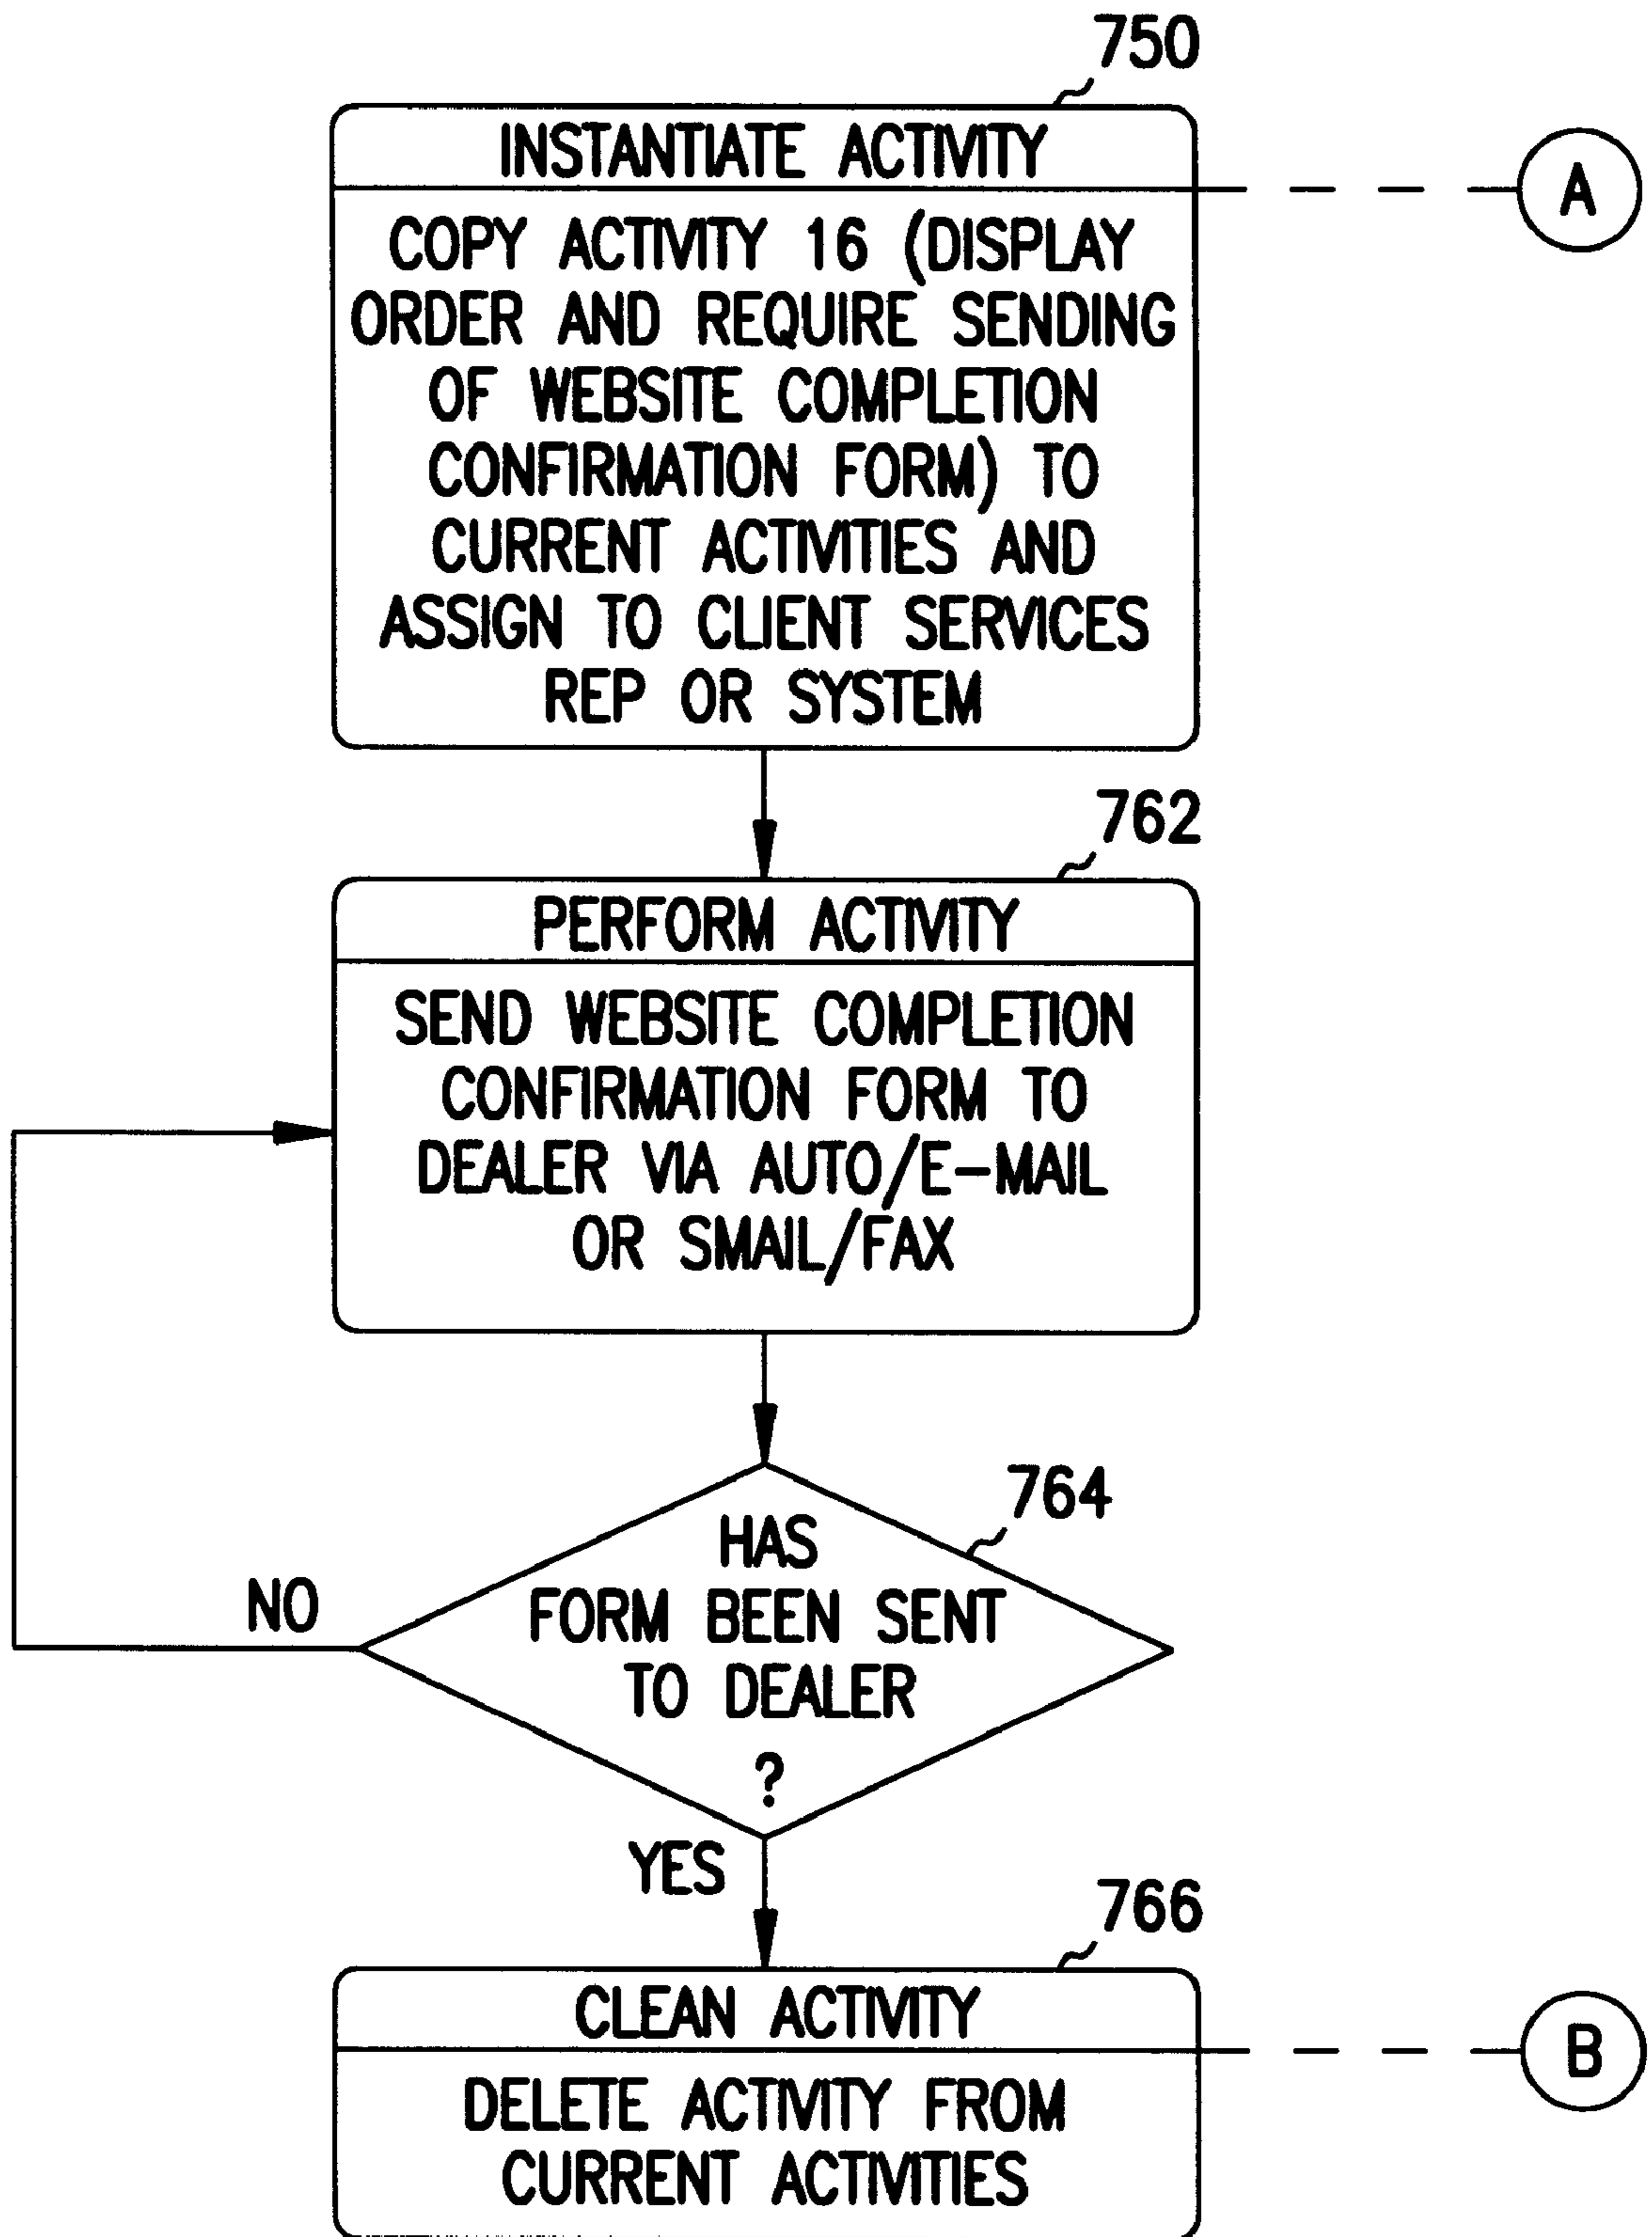 750
INSTANTIATE ACTIVITY
A
COPY ACTIVITY 16 (DISPLAY
ORDER AND REQUIRE SENDING
OF WEBSITE COMPLETION
CONFIRMATION FORM) TO
CURRENT ACTIVITIES AND
ASSIGN TO CLIENT SERVICES
REP OR SYSTEM
762
PERFORM ACTIVITY
SEND WEBSITE COMPLETION
CONFIRMATION FORM TO
DEALER VIA AUTO/E-MAIL
OR SMAIL/FAX
764
HAS
FORM BEEN SENT
TO DEALER
?
NO
YES
766
CLEAN ACTIVITY
B
DELETE ACTIVITY FROM
CURRENT ACTIVITIES